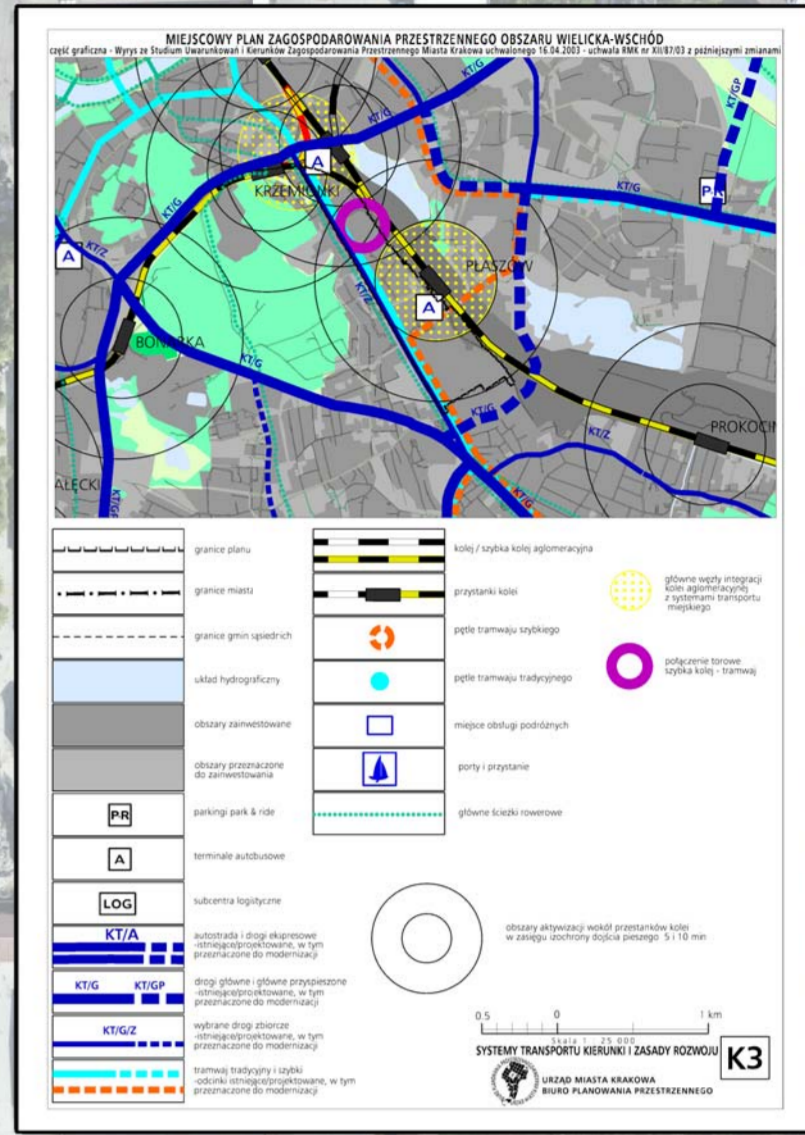 MIEJSCOWY PLAN ZAGOSPODAROWANIA PRZESTRZENNEGO OBSZARU WIELICKA-WSCHÓD
część graficzna - Wyrys ze Studium Uwarunkowań i Kierunków Zagospodarowania Przestrzennego Miasta Krakowa uchwalonego 16.04.2003 - uchwała RMK nr XII/87/03 z późniejszymi zmianami
KT/G
KT/GP
A
KRZEMIONKI
P+R
KT/G
KT/G
KT/Z
A
PŁASZÓW
KT/Z
A
BONARKA
KT/G
KT/G
KT/Z
PROKOCIM
KT/G
KT/GP
granice planu
granice miasta
granice gmin sąsiedrich
układ hydrograficzny
obszary zainwestowane
obszary przeznaczone
do zainwestowania
P+R
parkingi park & ride
A
terminale autobusowe
LOG
subcentra logistyczne
KT/A
autostrada i drogi ekspresowe
-istniejące/projektowane, w tym
przeznaczone do modernizacji
KT/G KT/GP
drogi główne i główne przyspieszone
-istniejące/projektowane, w tym
przeznaczone do modernizacji
KT/G/Z
wybrane drogi zbiorcze
-istniejące/projektowane, w tym
przeznaczone do modernizacji
tramwaj tradycyjny i szybki
-odcinki istniejące/projektowane, w tym
przeznaczone do modernizacji
kolej / szybka kolej aglomeracyjna
przystanki kolei
pętle tramwaju szybkiego
pętle tramwaju tradycyjnego
miejsce obsługi podróżnych
porty i przystanie
główne ścieżki rowerowe
główne węzły integracji
kolei aglomeracyjnej
z systemami transportu
miejskiego
połączenie torowe
szybka kolej - tramwaj
obszary aktywizacji wokół przestanków kolei
w zasięgu izochrony dojścia pieszego 5 i 10 min
0.5 0 1 km
Skala 1 : 25 000
SYSTEMY TRANSPORTU KIERUNKI I ZASADY ROZWOJU
K3
URZĄD MIASTA KRAKOWA
BIURO PLANOWANIA PRZESTRZENNEGO